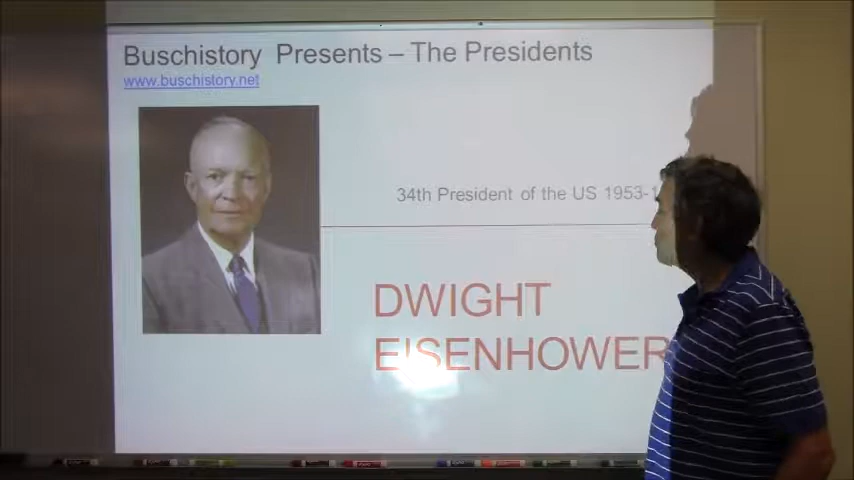 Buschistory Presents – The Presidents
www.buschistory.net
34th President of the US 1953-
DWIGHT
EISENHOWER